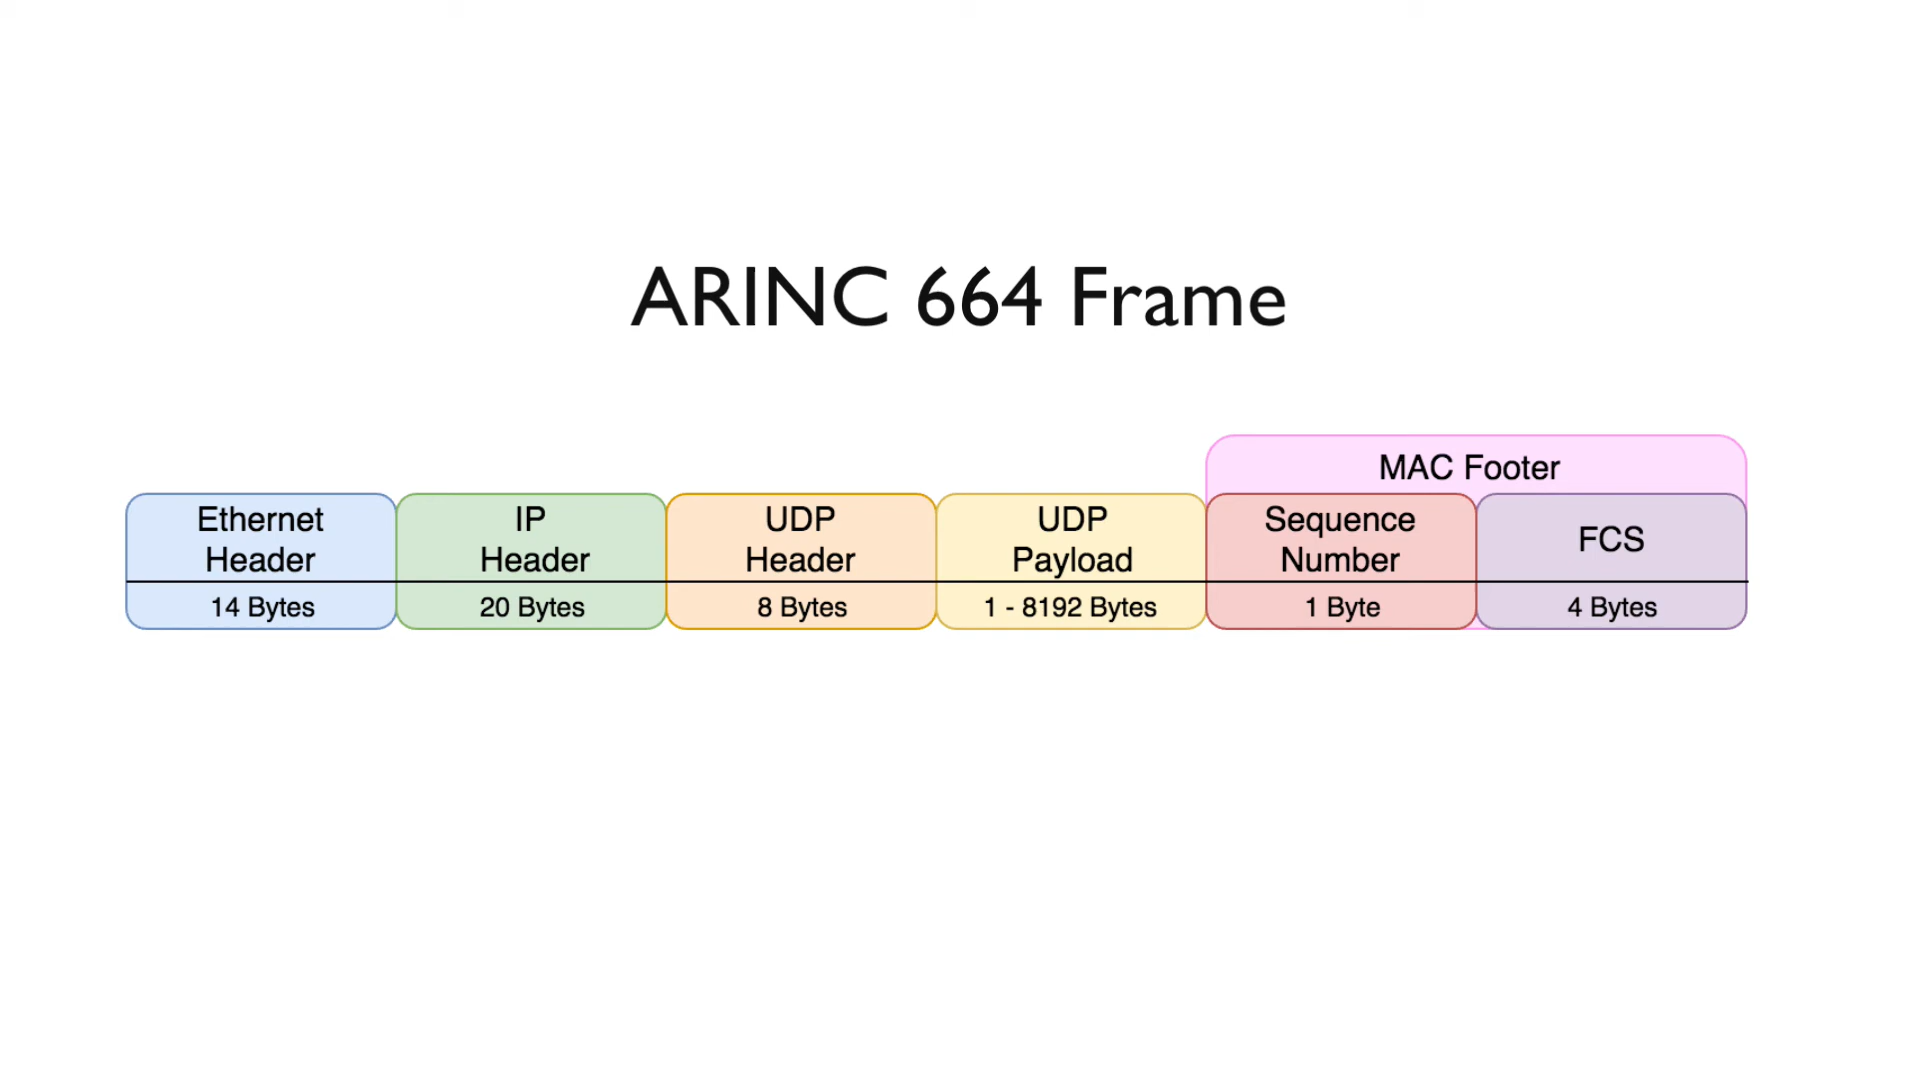 ARINC 664 Frame
MAC Footer
Ethernet
Header
IP
Header
UDP
Header
UDP
Payload
Sequence
Number
FCS
14 Bytes
20 Bytes
8 Bytes
1 - 8192 Bytes
1 Byte
4 Bytes